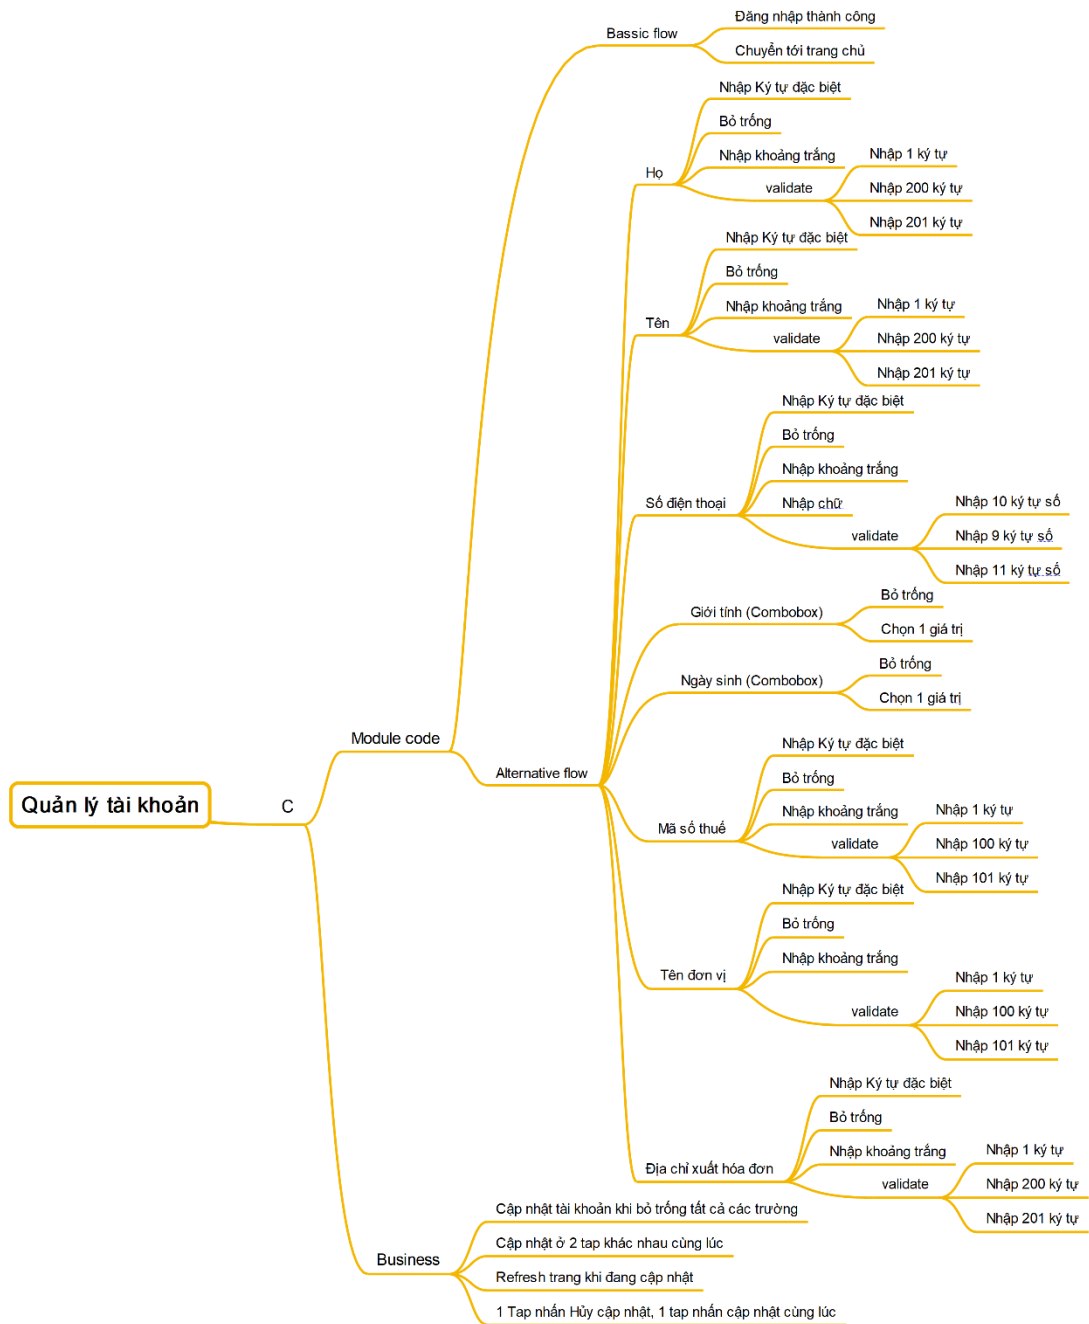 Đăng nhập thành công
Bassic flow
Chuyển tới trang chủ
Nhập Ký tự đặc biệt
Bỏ trống
Nhập khoảng trắng
Họ
validate
Nhập 1 ký tự
Nhập 200 ký tự
Nhập 201 ký tự
Nhập Ký tự đặc biệt
Bỏ trống
Nhập khoảng trắng
Tên
validate
Nhập 1 ký tự
Nhập 200 ký tự
Nhập 201 ký tự
Nhập Ký tự đặc biệt
Bỏ trống
Nhập khoảng trắng
Số điện thoại
Nhập chữ
validate
Nhập 10 ký tự số
Nhập 9 ký tự số
Nhập 11 ký tự số
Giới tính (Combobox)
Bỏ trống
Chọn 1 giá trị
Ngày sinh (Combobox)
Bỏ trống
Chọn 1 giá trị
Module code
Alternative flow
Quản lý tài khoản
C
Nhập Ký tự đặc biệt
Bỏ trống
Nhập khoảng trắng
Mã số thuế
validate
Nhập 1 ký tự
Nhập 100 ký tự
Nhập 101 ký tự
Nhập Ký tự đặc biệt
Bỏ trống
Nhập khoảng trắng
Tên đơn vị
validate
Nhập 1 ký tự
Nhập 100 ký tự
Nhập 101 ký tự
Nhập Ký tự đặc biệt
Bỏ trống
Nhập khoảng trắng
Địa chỉ xuất hóa đơn
validate
Nhập 1 ký tự
Nhập 200 ký tự
Nhập 201 ký tự
Business
Cập nhật tài khoản khi bỏ trống tất cả các trường
Cập nhật ở 2 tap khác nhau cùng lúc
Refresh trang khi đang cập nhật
1 Tap nhấn Hủy cập nhật, 1 tap nhấn cập nhật cùng lúc